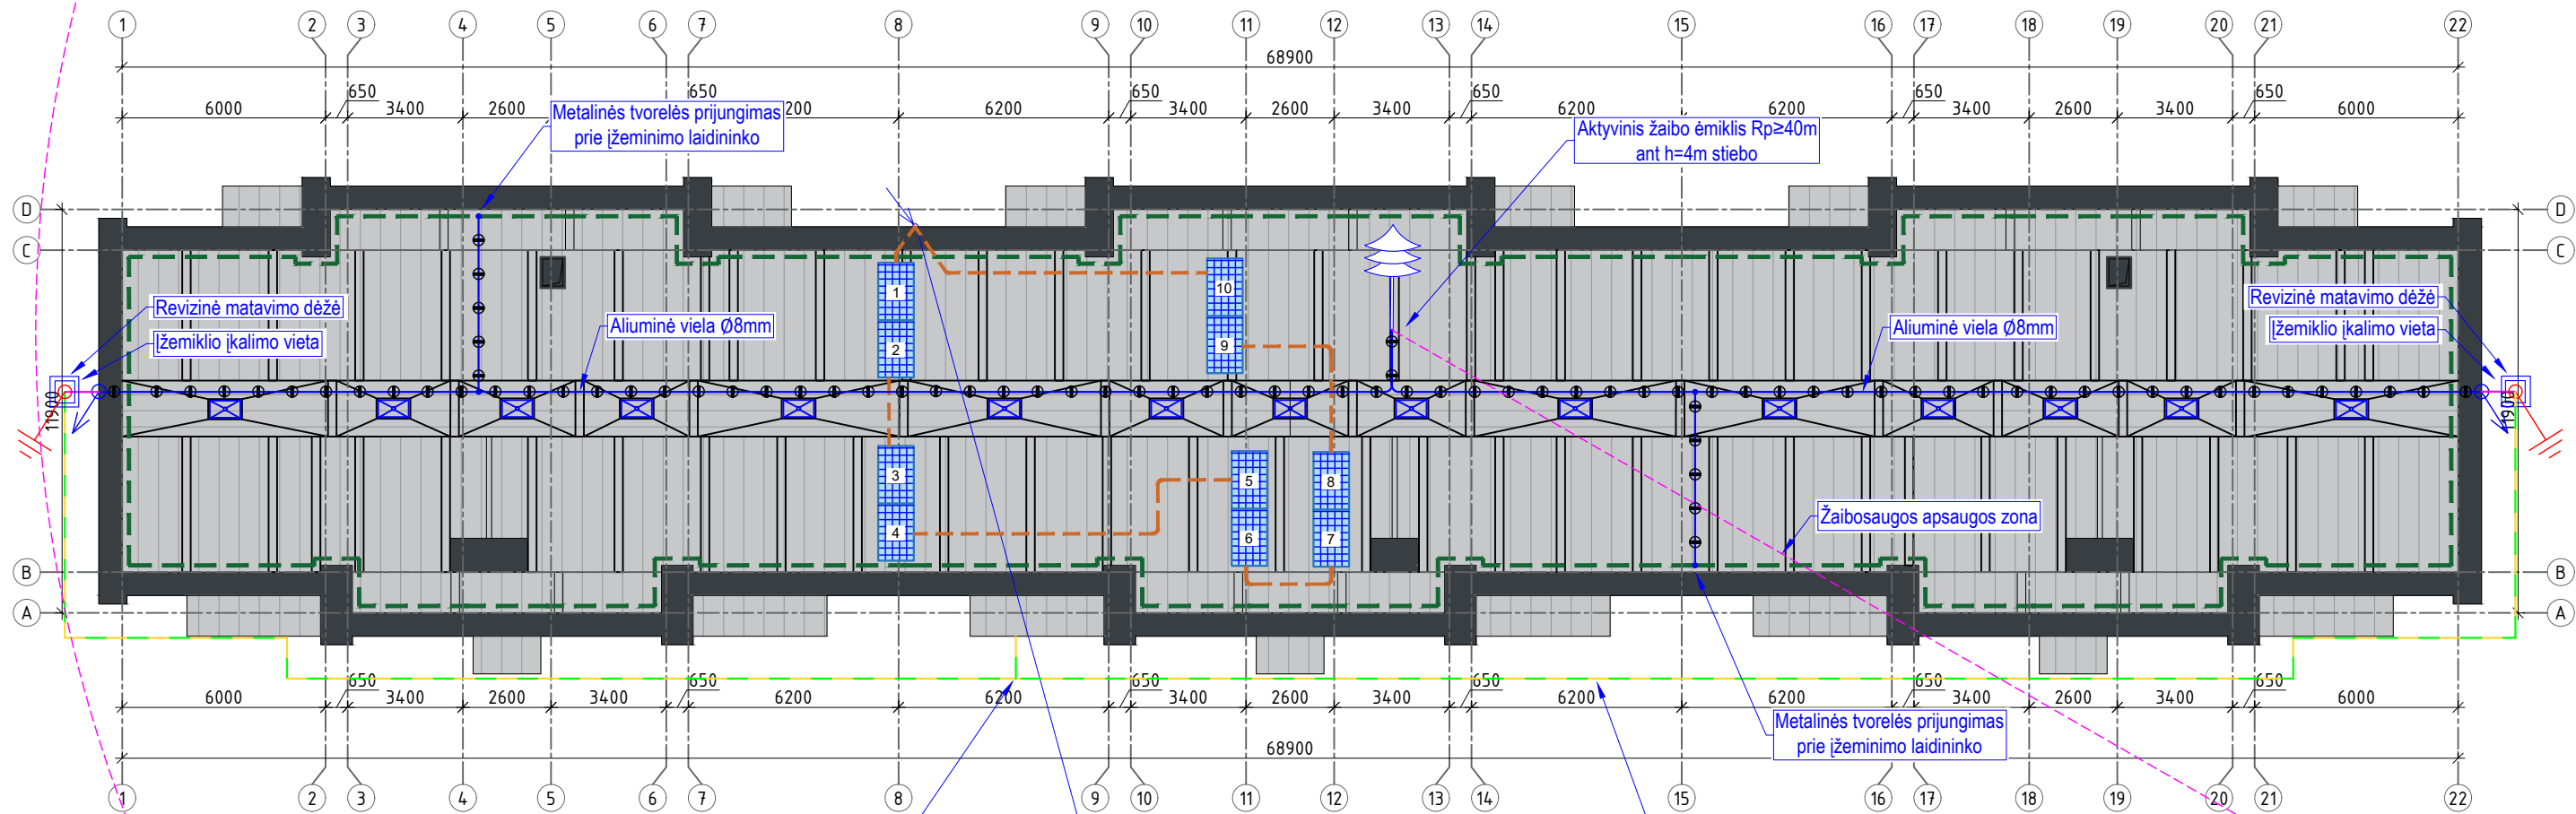 1 2 3 4 5 6 7 8 9 10 11 12 13 14 15 16 17 18 19 20 21 22
68900
650 650 650 650 650 650
6000 3400 2600 200 6200 3400 2600 3400 6200 6200 3400 2600 3400 6000
Metalinės tvorelės prijungimas
prie įžeminimo laidininko
Aktyvinis žaibo ėmiklis Rp≥40m
ant h=4m stiebo
D D
C C
1 10
Revizinė matavimo dėžė Revizinė matavimo dėžė
Aliuminė viela Ø8mm Aliuminė viela Ø8mm
Įžemiklio įkalimo vieta Įžemiklio įkalimo vieta
2 9
11900 11900
3 5 8
Žaibosaugos apsaugos zona
4 6 7
B B
A A
650 650 650 650 650 650
6000 3400 2600 3400 6200 6200 3400 2600 3400 6200 6200 3400 2600 3400 6000
Metalinės tvorelės prijungimas
prie įžeminimo laidininko
68900
1 2 3 4 5 6 7 8 9 10 11 12 13 14 15 16 17 18 19 20 21 22